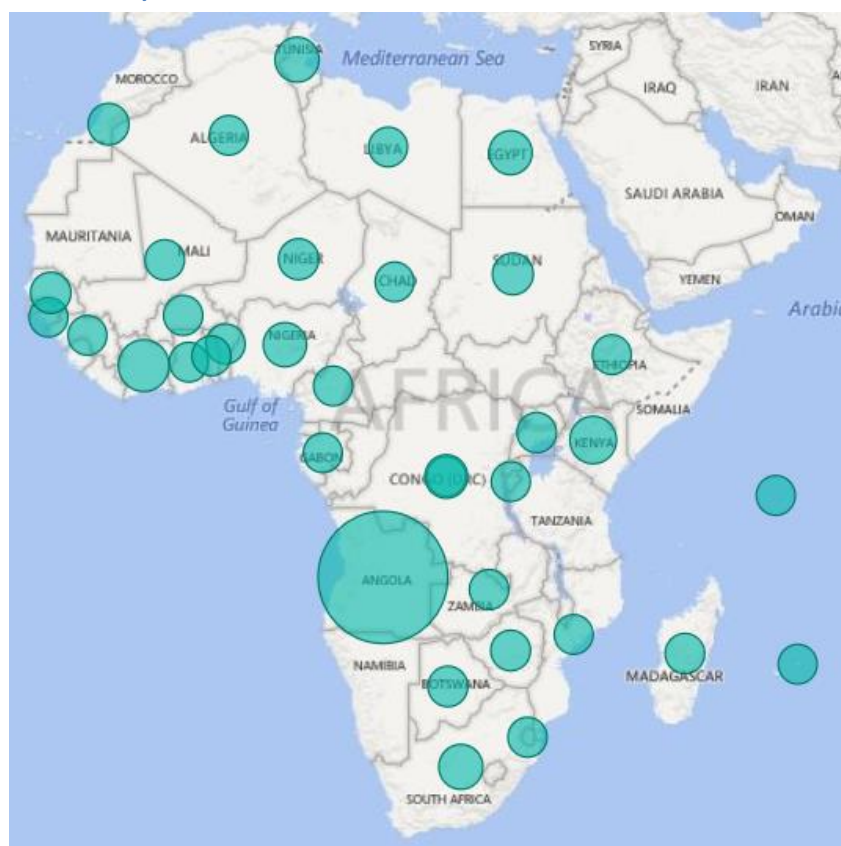 TUNISIA
Mediterranean Sea
SYRIA
MOROCCO
IRAQ
IRAN
ALGERIA
LIBYA
EGYPT
SAUDI ARABIA
OMAN
MAURITANIA
MALI
NIGER
SUDAN
CHAD
YEMEN
Arabia
NIGERIA
ETHIOPIA
AFRICA
Gulf of
Guinea
SOMALIA
KENYA
GABON
CONGO (DRC)
TANZANIA
ANGOLA
ZAMBIA
NAMIBIA
MADAGASCAR
BOTSWANA
SOUTH AFRICA